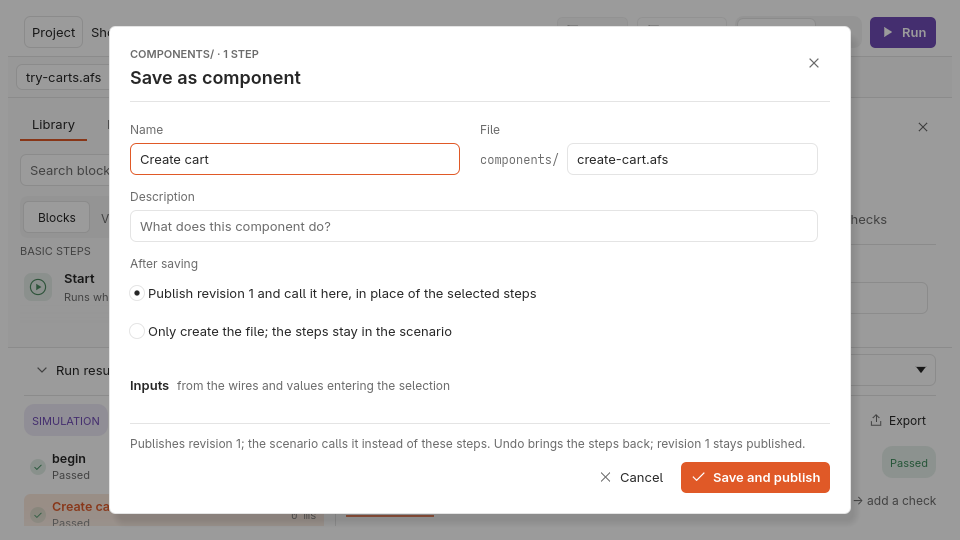 Project
Run
try-carts.afs
Library
Search block
Blocks
BASIC STEPS
Start
Runs wh
hecks
Run resu
SIMULATION
Export
begin
Passed
Passed
Create ca
Passed
6 ms
→ add a check
COMPONENTS/ · 1 STEP
Save as component
Name
File
Create cart
components/
create-cart.afs
Description
What does this component do?
After saving
Publish revision 1 and call it here, in place of the selected steps
Only create the file; the steps stay in the scenario
Inputs from the wires and values entering the selection
Publishes revision 1; the scenario calls it instead of these steps. Undo brings the steps back; revision 1 stays published.
Cancel
Save and publish